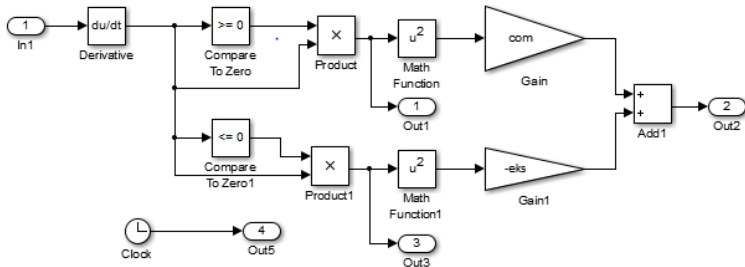 1
In1
du/dt
Derivative
>= 0
Compare
To Zero
×
Product
u²
Math
Function
com
Gain
1
Out1
+
+
Add1
2
Out2
<= 0
Compare
To Zero1
×
Product1
u²
Math
Function1
-eks
Gain1
Clock
4
Out5
3
Out3